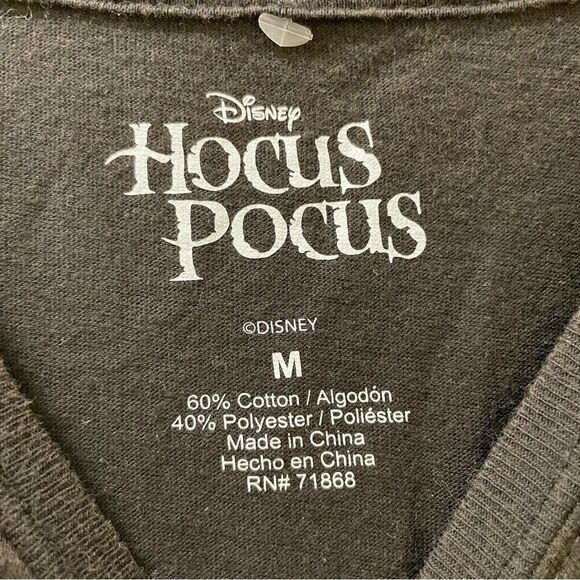 Disney
HOCUS
POCUS
©DISNEY
M
60% Cotton / Algodón
40% Polyester / Poliéster
Made in China
Hecho en China
RN# 71868